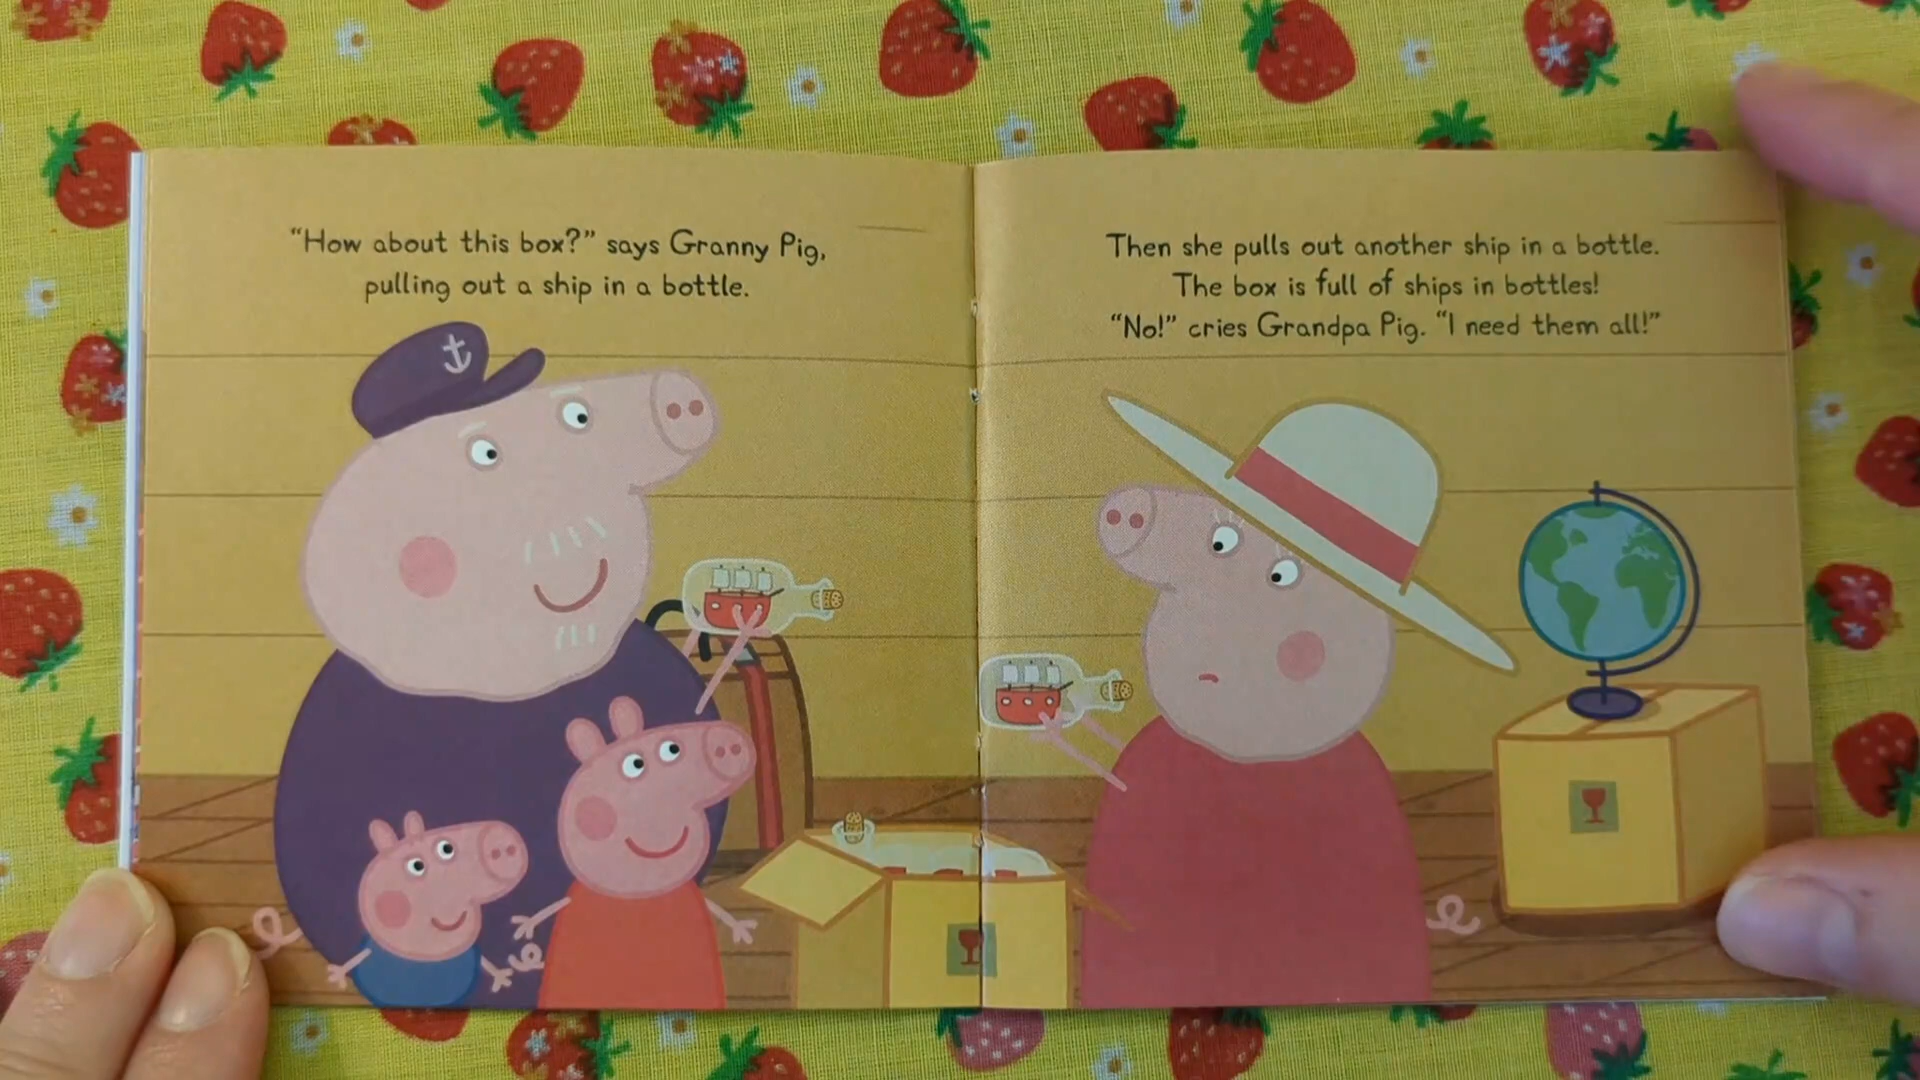 “How about this box?” says Granny Pig,
pulling out a ship in a bottle.
Then she pulls out another ship in a bottle.
The box is full of ships in bottles!
“No!” cries Grandpa Pig. “I need them all!”